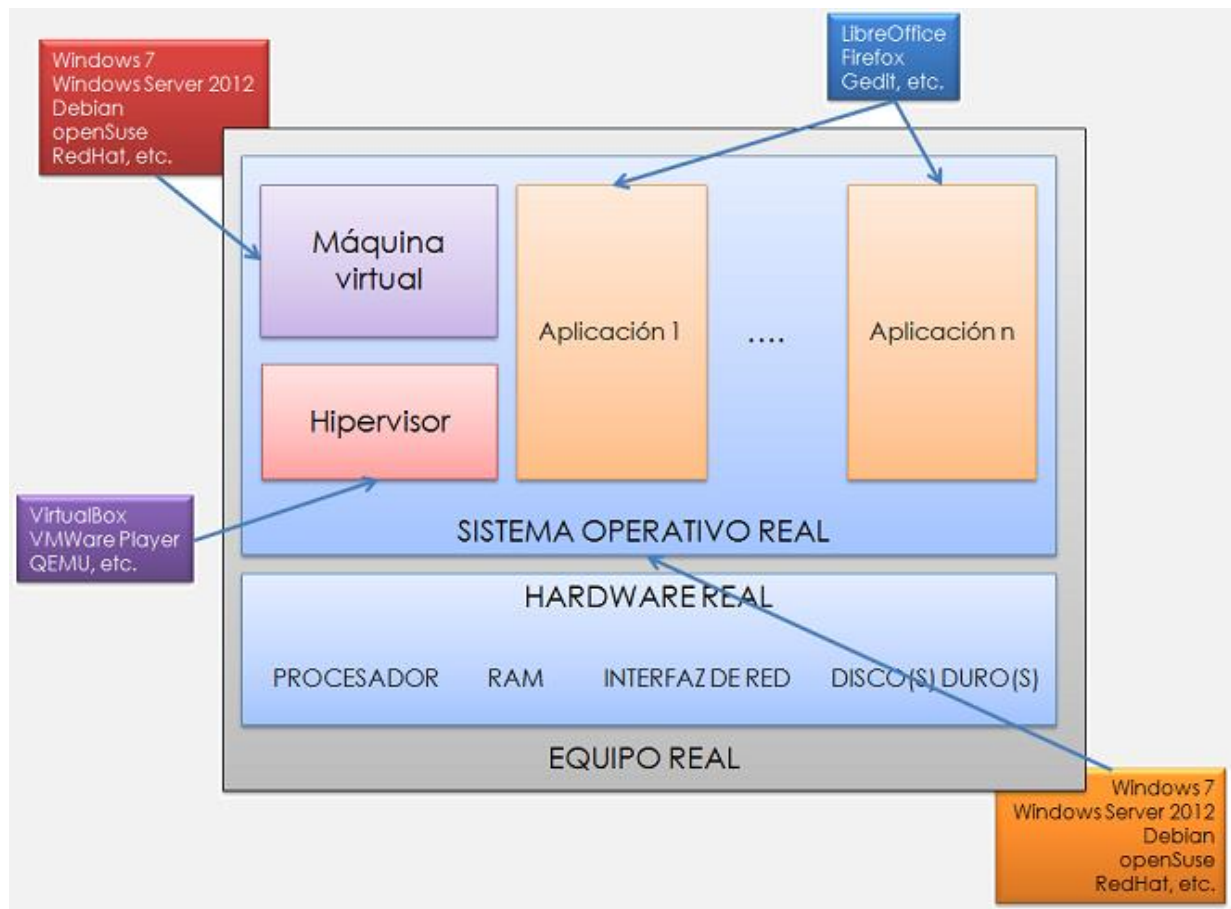 Windows 7
Windows Server 2012
Debian
openSuse
RedHat, etc.
LibreOffice
Firefox
Gedit, etc.
Máquina
virtual
Aplicación 1
....
Aplicación n
Hipervisor
VirtualBox
VMWare Player
QEMU, etc.
SISTEMA OPERATIVO REAL
HARDWARE REAL
PROCESADOR RAM INTERFAZ DE RED DISCO(S) DURO(S)
EQUIPO REAL
Windows 7
Windows Server 2012
Debian
openSuse
RedHat, etc.